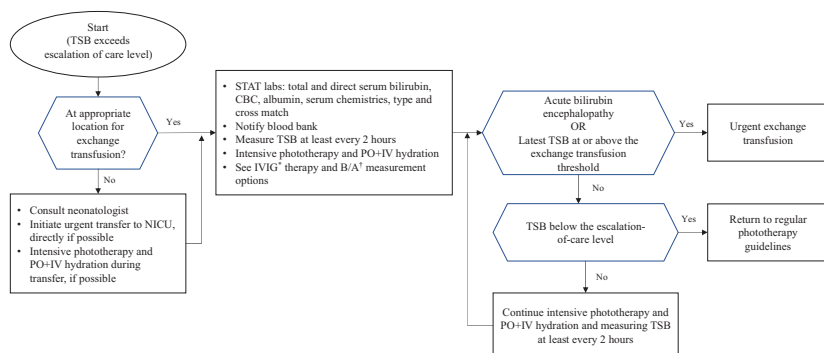 Start
(TSB exceeds
escalation of care level)
At appropriate
location for
exchange
transfusion?
Yes
No
• Consult neonatologist
• Initiate urgent transfer to NICU,
directly if possible
• Intensive phototherapy and
PO+IV hydration during
transfer, if possible
• STAT labs: total and direct serum bilirubin,
CBC, albumin, serum chemistries, type and
cross match
• Notify blood bank
• Measure TSB at least every 2 hours
• Intensive phototherapy and PO+IV hydration
• See IVIG* therapy and B/A† measurement
options
Acute bilirubin
encephalopathy
OR
Latest TSB at or above the
exchange transfusion
threshold
Yes
Urgent exchange
transfusion
No
TSB below the escalation-
of-care level
Yes
Return to regular
phototherapy
guidelines
No
Continue intensive phototherapy and
PO+IV hydration and measuring TSB
at least every 2 hours